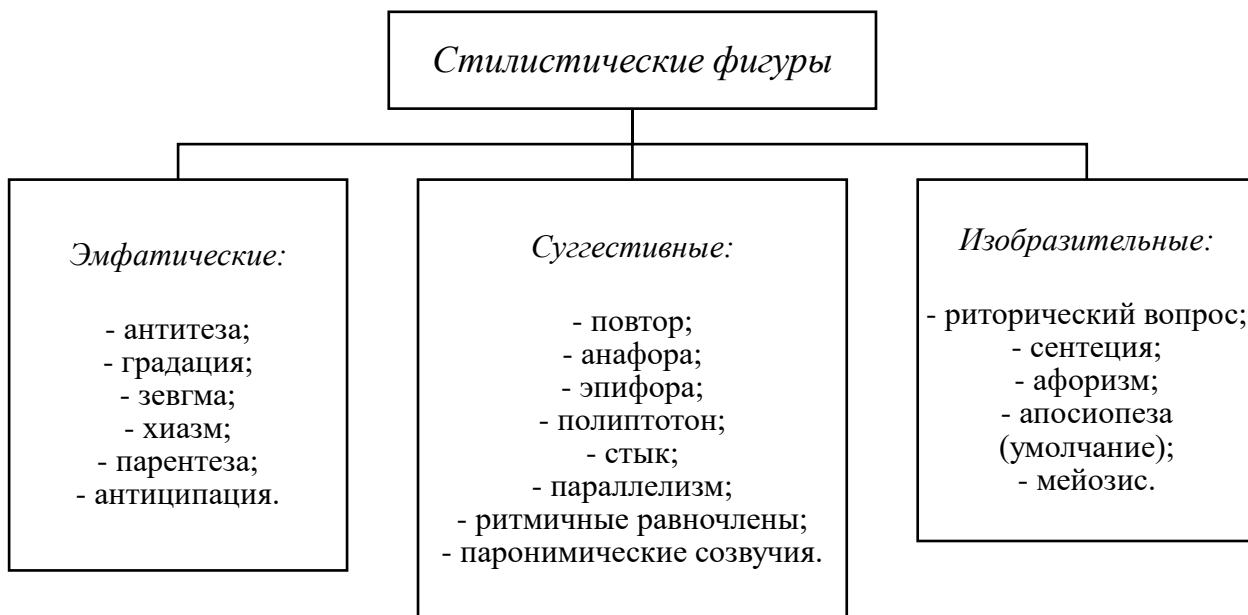 Стилистические фигуры
Эмфатические:
- антитеза;
- градация;
- зевгма;
- хиазм;
- парентеза;
- антиципация.
Суггестивные:
- повтор;
- анафора;
- эпифора;
- полиптотон;
- стык;
- параллелизм;
- ритмичные равночлены;
- паронимические созвучия.
Изобразительные:
- риторический вопрос;
- сентеция;
- афоризм;
- апосиопеза
(умолчание);
- мейозис.